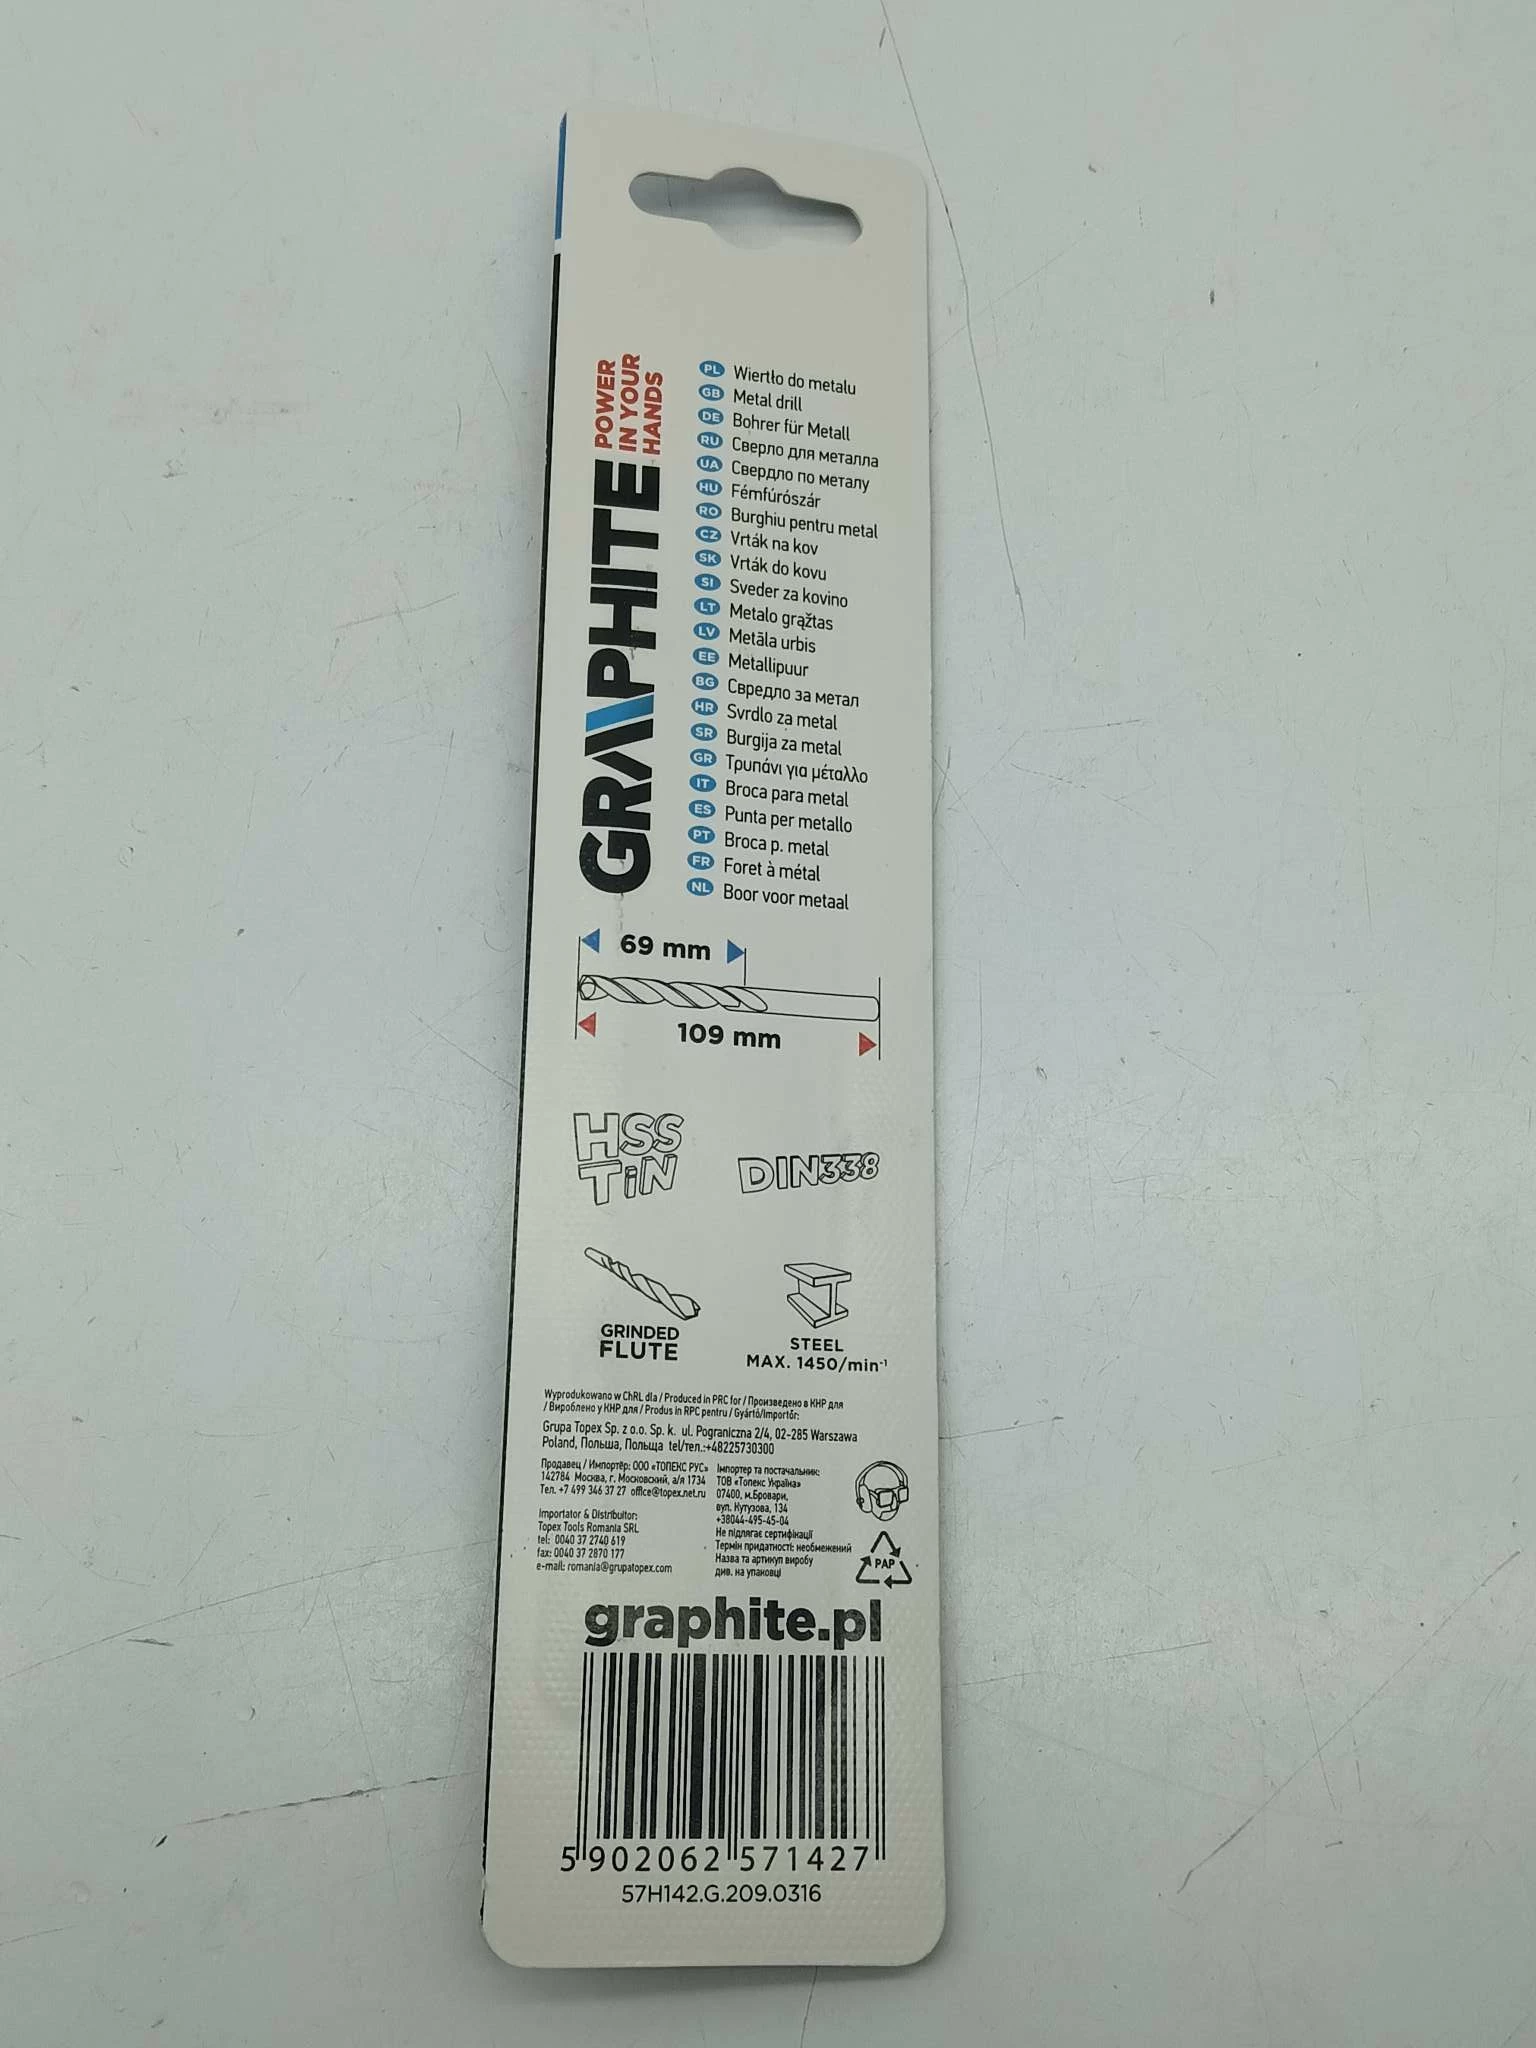 GRAPHITE
POWER
IN YOUR
HANDS
PL Wiertło do metalu
GB Metal drill
DE Bohrer für Metall
RU Сверло для металла
UA Свердло по металу
HU Fémfúrószár
RO Burghiu pentru metal
CZ Vrták na kov
SK Vrták do kovu
SI Sveder za kovino
LT Metalo grąžtas
LV Metāla urbis
EE Metallipuur
BG Свредло за метал
HR Svrdlo za metal
SR Burgija za metal
GR Τρυπάνι για μέταλλο
IT Broca para metal
ES Punta per metallo
PT Broca p. metal
FR Foret à métal
NL Boor voor metaal
69 mm
109 mm
HSS
TiN
DIN338
GRINDED
FLUTE
STEEL
MAX. 1450/min⁻¹
Wyprodukowano w ChRL dla / Produced in PRC for / Произведено в КНР для
/ Вироблено у КНР для / Produs in RPC pentru / Gyártó/Importőr:
Grupa Topex Sp. z o.o. Sp. k. ul. Pograniczna 2/4, 02-285 Warszawa
Poland, Польша, Польща tel/тел.:+48225730300
Продавец / Импортёр: ООО «ТОПЕКС РУС»
142784 Москва, г. Московский, а/я 1734
Тел. +7 499 346 37 27 office@topex.net.ru
Importator & Distribuitor:
Topex Tools Romania SRL
tel: 0040 37 2740 619
fax: 0040 37 2870 177
e-mail: romania@grupatopex.com
Імпортер та постачальник:
ТОВ «Топекс Україна»
07400, м.Бровари,
вул. Кутузова, 134
+38044-495-45-04
Не підлягає сертифікації
Термін придатності: необмежений
Назва та артикул виробу
див. на упаковці
PAP
graphite.pl
5 902062 571427
57H142.G.209.0316